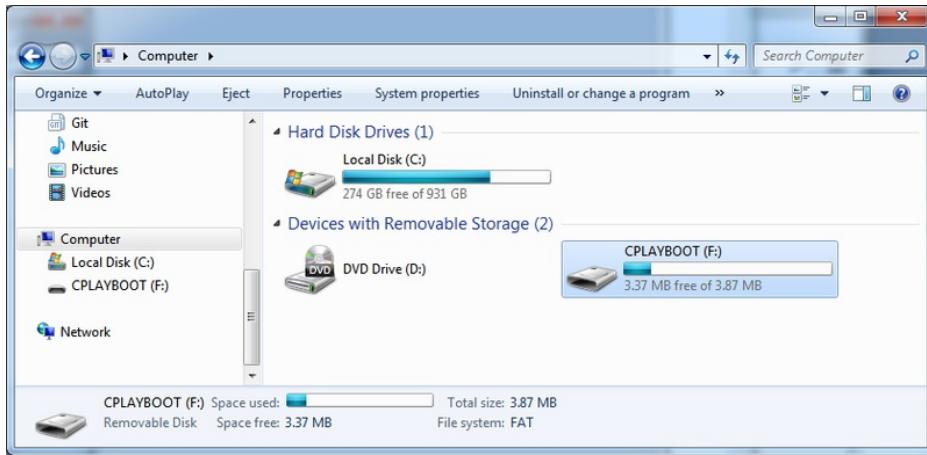 Computer
Search Computer
Organize AutoPlay Eject Properties System properties Uninstall or change a program »
Git
Music
Pictures
Videos
Computer
Local Disk (C:)
CPLAYBOOT (F:)
Network
Hard Disk Drives (1)
Local Disk (C:)
274 GB free of 931 GB
Devices with Removable Storage (2)
DVD
DVD Drive (D:)
CPLAYBOOT (F:)
3.37 MB free of 3.87 MB
CPLAYBOOT (F:) Space used: Total size: 3.87 MB
Removable Disk Space free: 3.37 MB File system: FAT